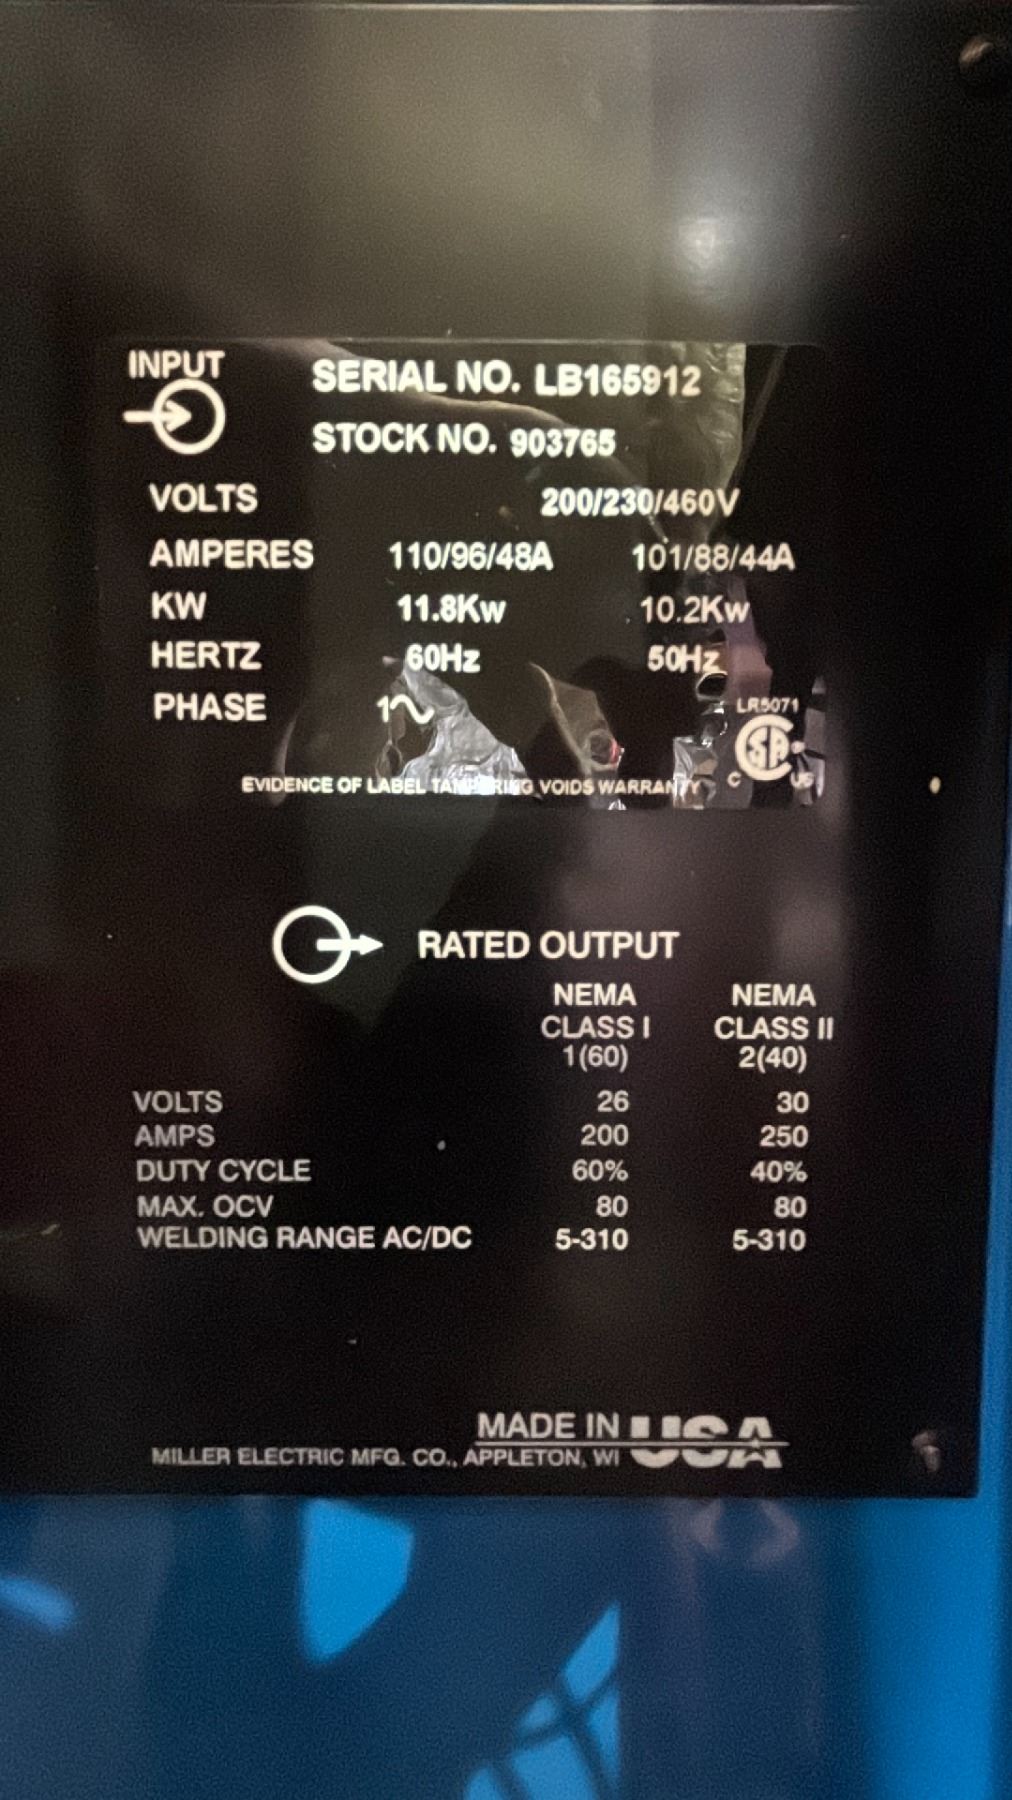 INPUT
SERIAL NO. LB165912
STOCK NO. 903765
VOLTS 200/230/460V
AMPERES 110/96/48A 101/88/44A
KW 11.8Kw 10.2Kw
HERTZ 60Hz 50Hz
PHASE 1~
LR5071
SA
C US
EVIDENCE OF LABEL TAMPERING VOIDS WARRANTY
RATED OUTPUT
NEMA NEMA
CLASS I CLASS II
1(60) 2(40)
VOLTS 26 30
AMPS 200 250
DUTY CYCLE 60% 40%
MAX. OCV 80 80
WELDING RANGE AC/DC 5-310 5-310
MADE IN USA
MILLER ELECTRIC MFG. CO., APPLETON, WI